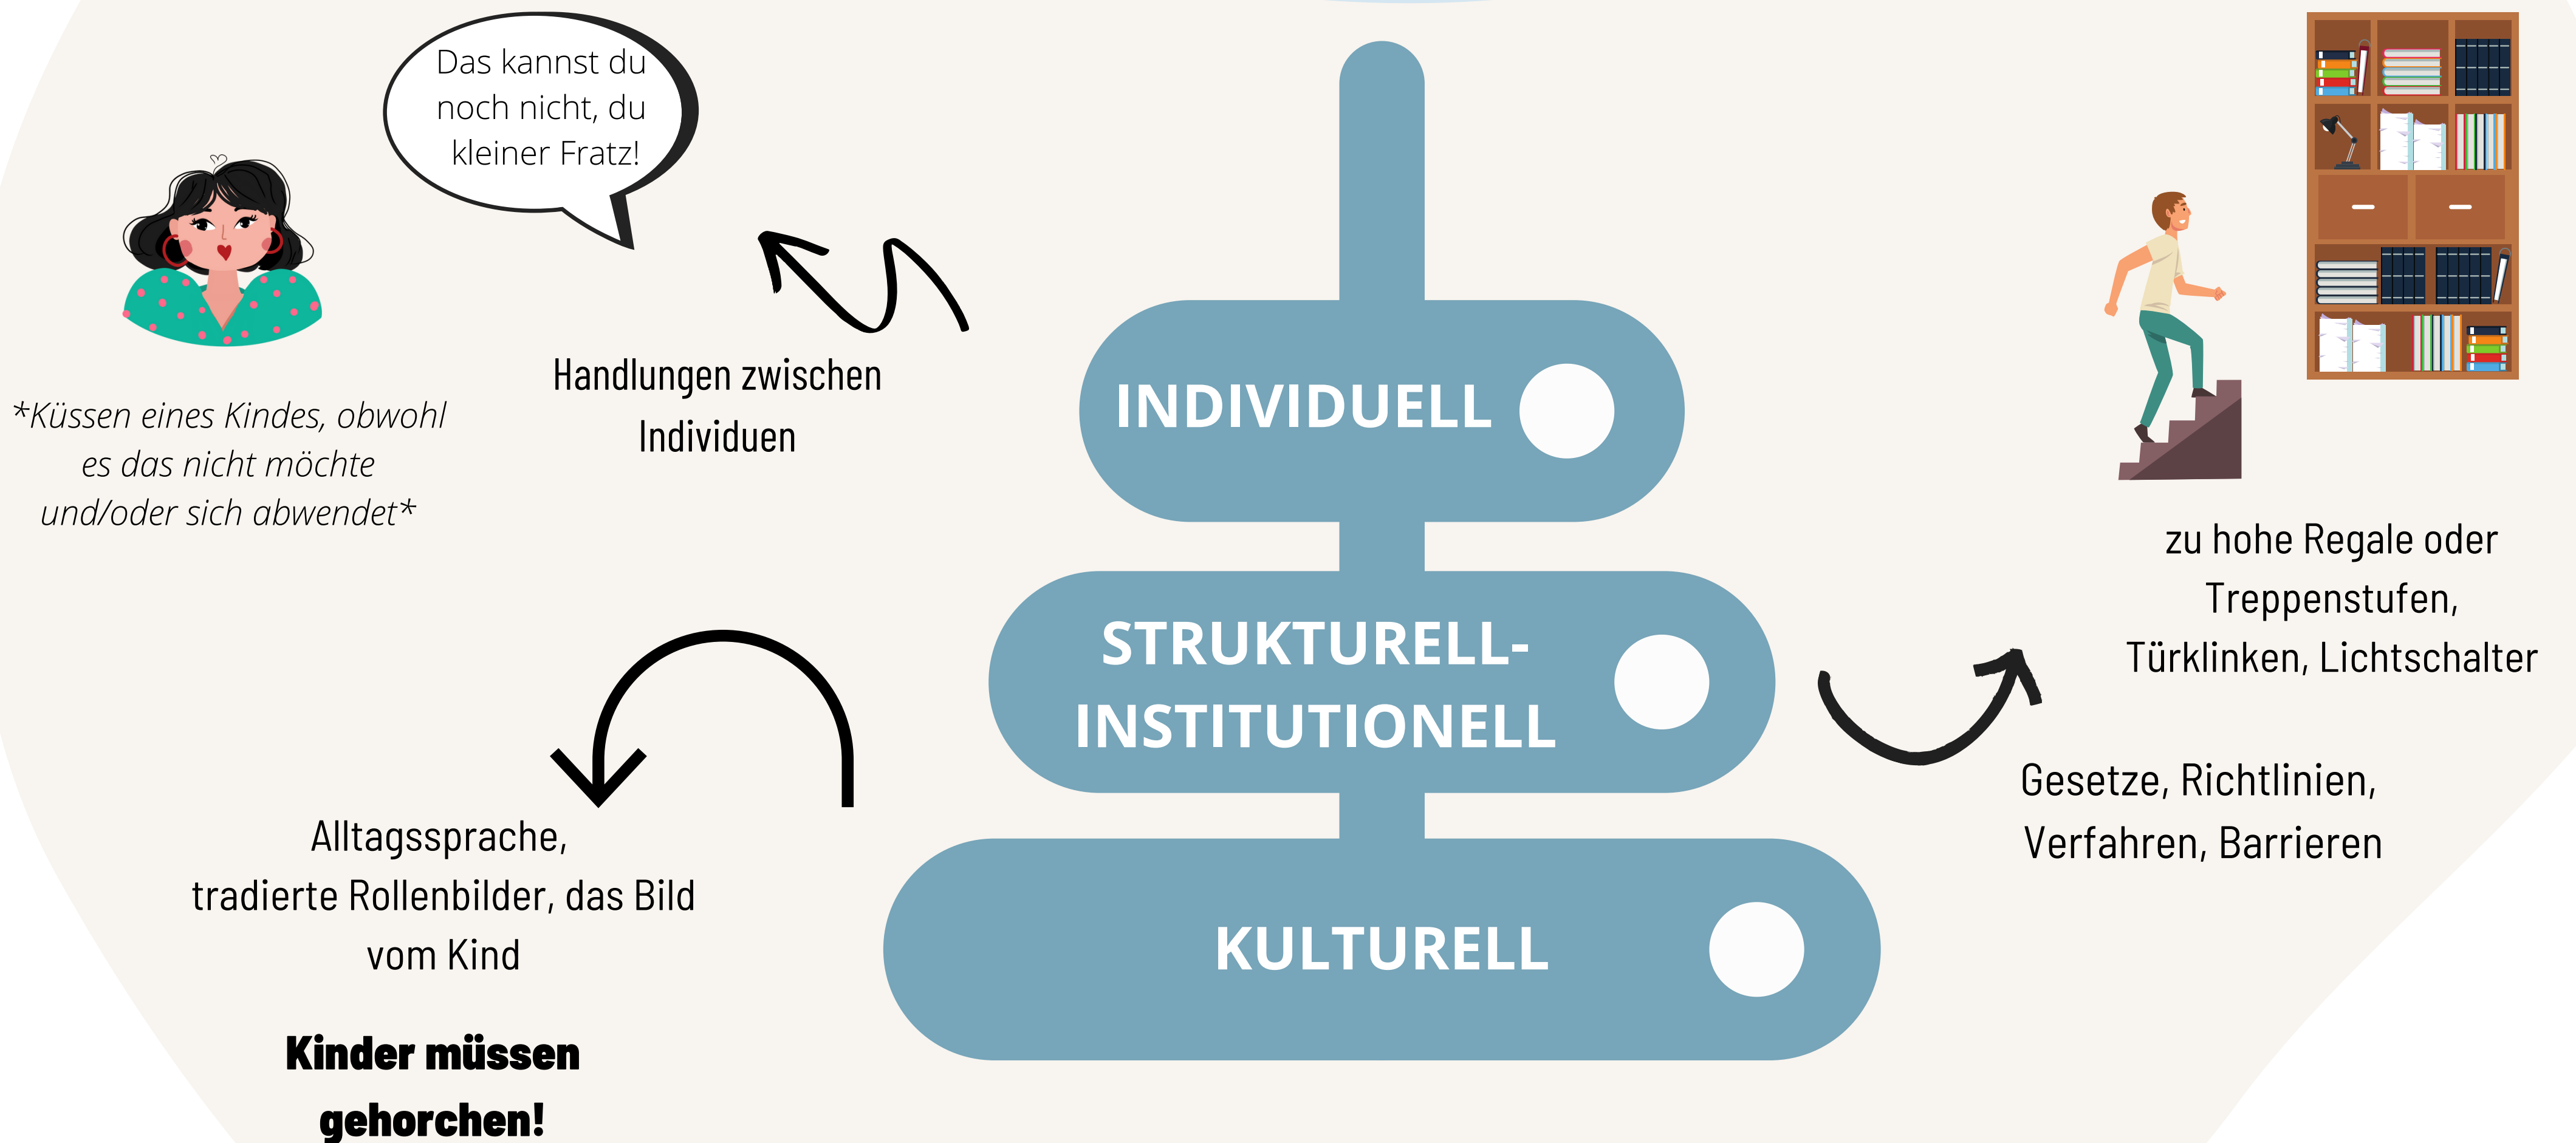 Das kannst du
noch nicht, du
kleiner Fratz!
*Küssen eines Kindes, obwohl
es das nicht möchte
und/oder sich abwendet*
Handlungen zwischen
Individuen
INDIVIDUELL
zu hohe Regale oder
Treppenstufen,
Türklinken, Lichtschalter
STRUKTURELL-
INSTITUTIONELL
Gesetze, Richtlinien,
Verfahren, Barrieren
Alltagssprache,
tradierte Rollenbilder, das Bild
vom Kind
KULTURELL
Kinder müssen
gehorchen!